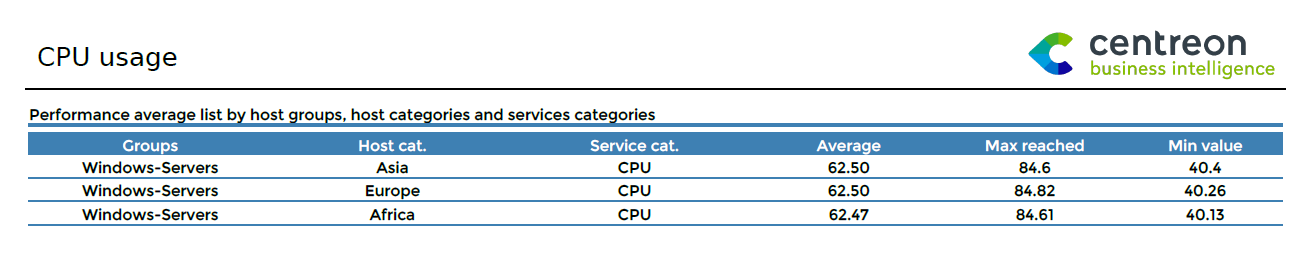 CPU usage
centreon
business intelligence
Performance average list by host groups, host categories and services categories
Groups Host cat. Service cat. Average Max reached Min value
Windows-Servers Asia CPU 62.50 84.6 40.4
Windows-Servers Europe CPU 62.50 84.82 40.26
Windows-Servers Africa CPU 62.47 84.61 40.13